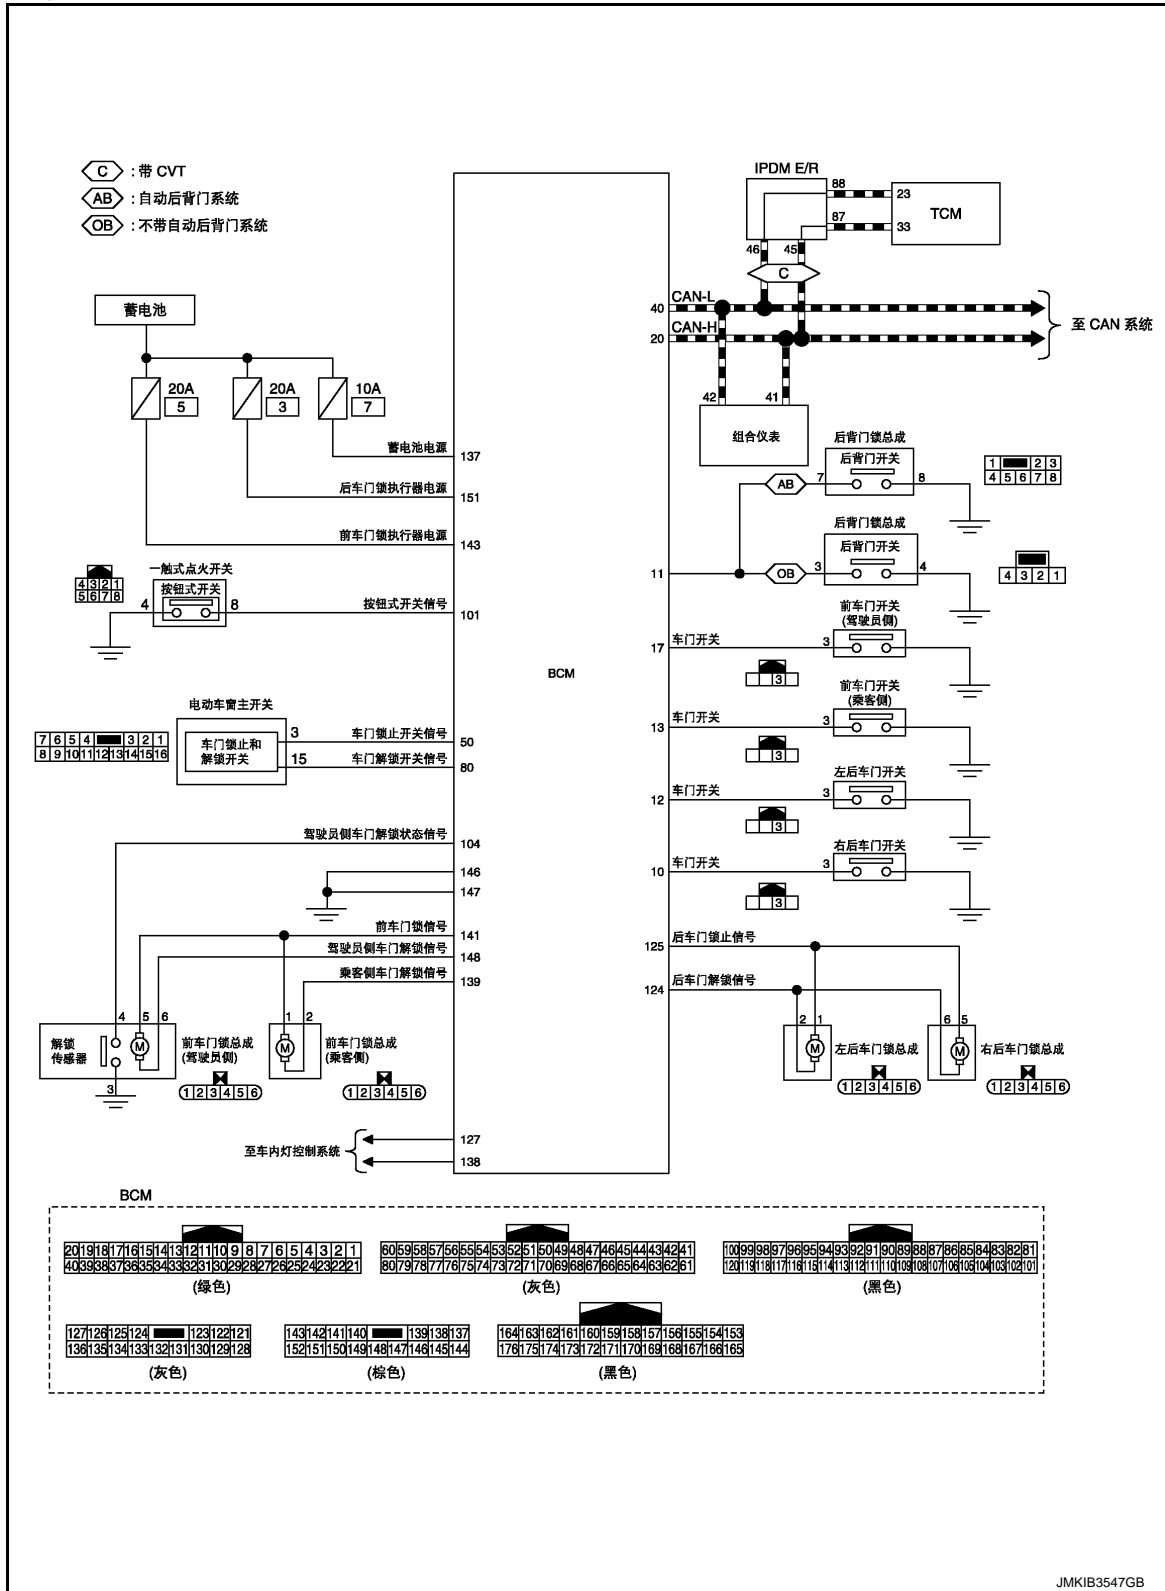 C : 带 CVT
AB : 自动后背门系统
OB : 不带自动后背门系统
IPDM E/R
88
23
TCM
87
33
46
45
C
CAN-L
40
CAN-H
20
至 CAN 系统
42
41
组合仪表
蓄电池
20A
5
20A
3
10A
7
蓄电池电源
137
后车门锁执行器电源
151
前车门锁执行器电源
143
后背门锁总成
后背门开关
AB
7
8
1 2 3
4 5 6 7 8
后背门锁总成
后背门开关
11
OB
3
4
4 3 2 1
一触式点火开关
按钮式开关
4 3 2 1
5 6 7 8
4
8
按钮式开关信号
101
前车门开关
(驾驶员侧)
17
车门开关
3
3
BCM
前车门开关
(乘客侧)
13
车门开关
3
3
电动车窗主开关
7 6 5 4 3 2 1
8 9 10 11 12 13 14 15 16
车门锁止和
解锁开关
3
车门锁止开关信号
50
15
车门解锁开关信号
80
左后车门开关
12
车门开关
3
3
右后车门开关
10
车门开关
3
3
驾驶员侧车门解锁状态信号
104
146
147
前车门锁信号
141
驾驶员侧车门解锁信号
148
乘客侧车门解锁信号
139
125
后车门锁止信号
124
后车门解锁信号
4
5
6
解锁
传感器
M
3
前车门锁总成
(驾驶员侧)
1 2 3 4 5 6
1
2
M
前车门锁总成
(乘客侧)
1 2 3 4 5 6
2
1
M
左后车门锁总成
1 2 3 4 5 6
6
5
M
右后车门锁总成
1 2 3 4 5 6
至车内灯控制系统
127
138
BCM
20 19 18 17 16 15 14 13 12 11 10 9 8 7 6 5 4 3 2 1
40 39 38 37 36 35 34 33 32 31 30 29 28 27 26 25 24 23 22 21
(绿色)
60 59 58 57 56 55 54 53 52 51 50 49 48 47 46 45 44 43 42 41
80 79 78 77 76 75 74 73 72 71 70 69 68 67 66 65 64 63 62 61
(灰色)
100 99 98 97 96 95 94 93 92 91 90 89 88 87 86 85 84 83 82 81
120 119 118 117 116 115 114 113 112 111 110 109 108 107 106 105 104 103 102 101
(黑色)
127 126 125 124 123 122 121
136 135 134 133 132 131 130 129 128
(灰色)
143 142 141 140 139 138 137
152 151 150 149 148 147 146 145 144
(棕色)
164 163 162 161 160 159 158 157 156 155 154 153
176 175 174 173 172 171 170 169 168 167 166 165
(黑色)
JMKIB3547GB